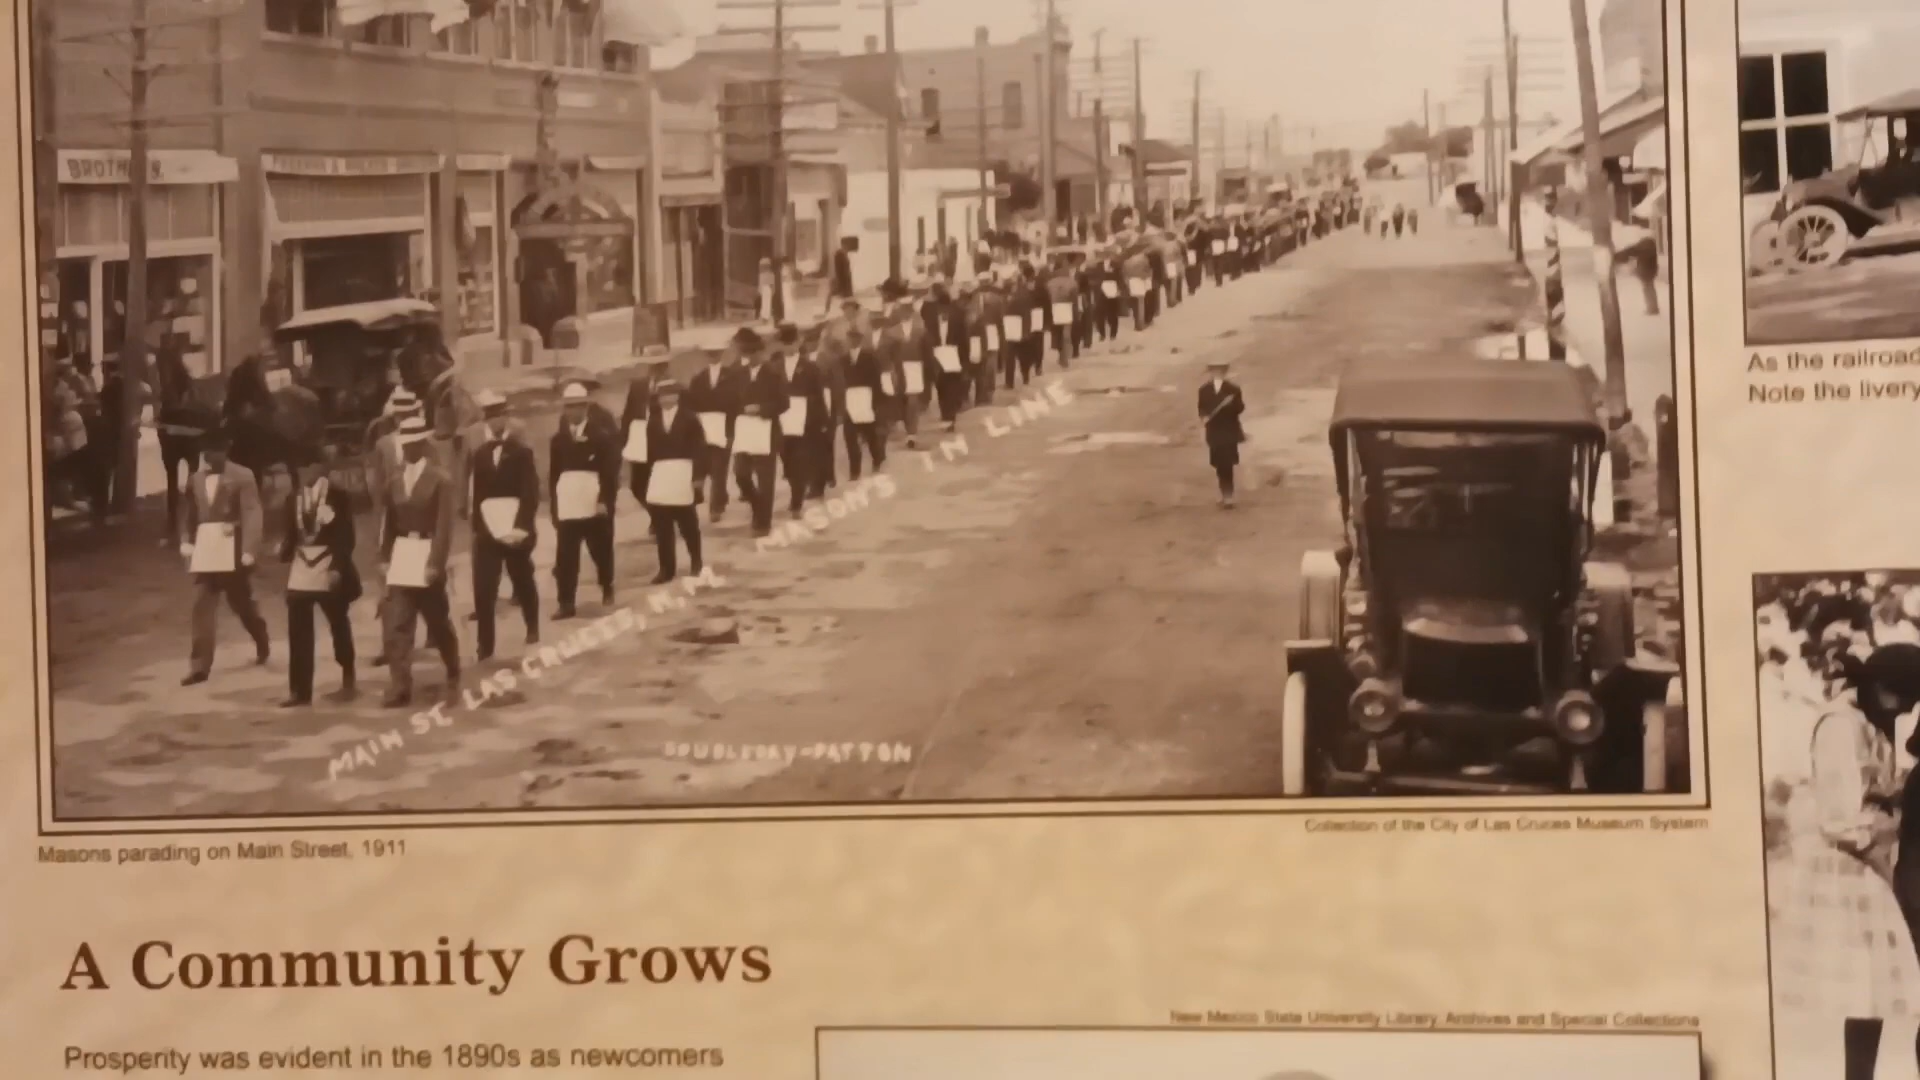 BROTHERS.
MASON'S IN LINE
MAIN ST. LAS CRUCES, N.M.
DOUBLEDAY-PATTON
Collection of the City of Las Cruces Museum System
Masons parading on Main Street, 1911
As the railroad
Note the livery
A Community Grows
New Mexico State University Library, Archives and Special Collections
Prosperity was evident in the 1890s as newcomers